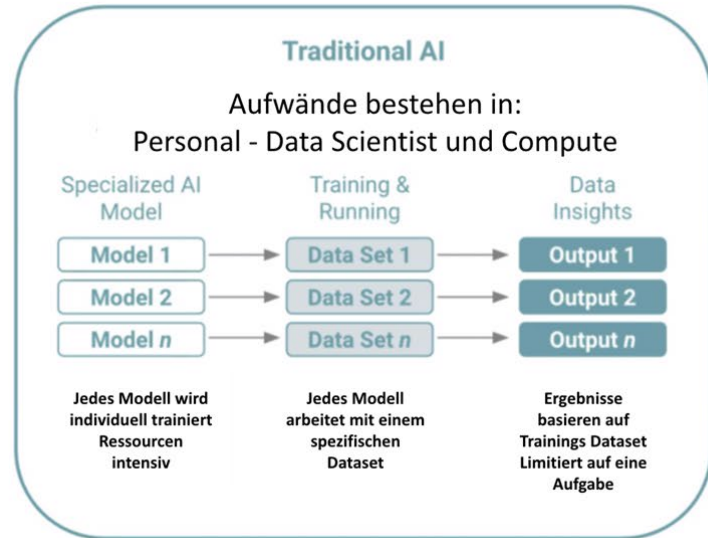 Traditional AI
Aufwände bestehen in:
Personal - Data Scientist und Compute
Specialized AI
Model
Training &
Running
Data
Insights
Model 1
Data Set 1
Output 1
Model 2
Data Set 2
Output 2
Model n
Data Set n
Output n
Jedes Modell wird
individuell trainiert
Ressourcen
intensiv
Jedes Modell
arbeitet mit einem
spezifischen
Dataset
Ergebnisse
basieren auf
Trainings Dataset
Limitiert auf eine
Aufgabe